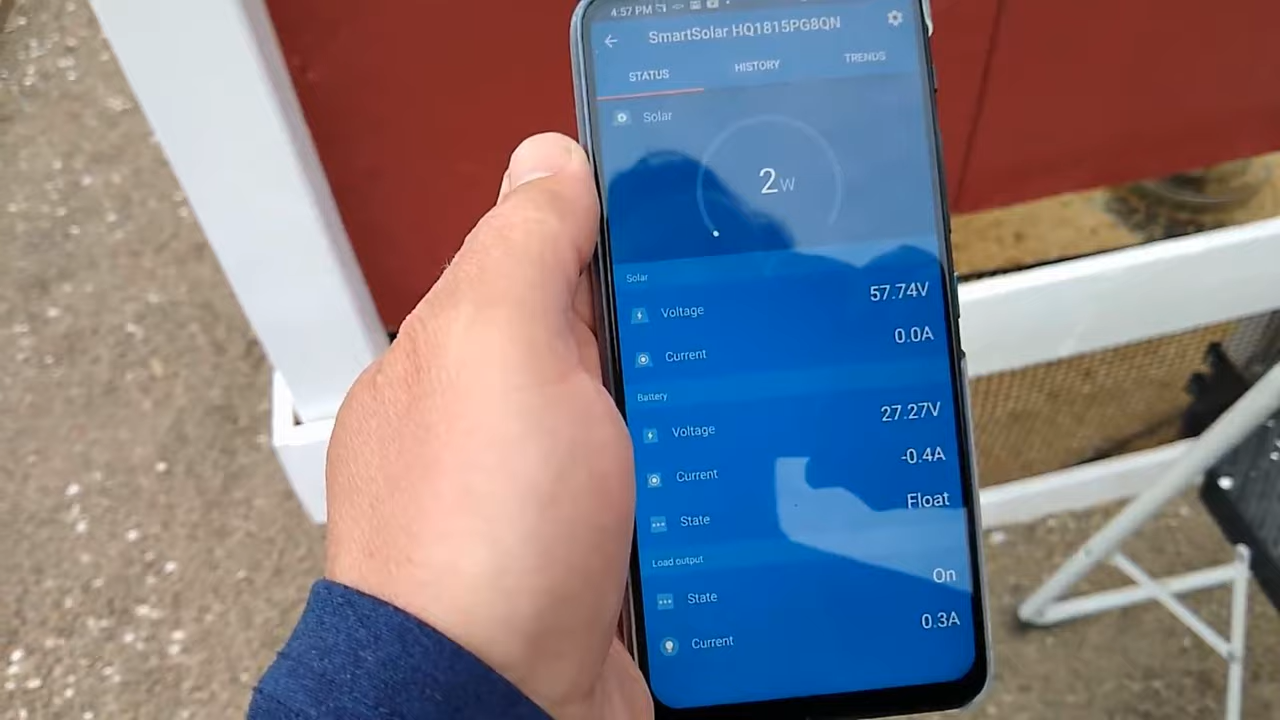 4:57 PM
SmartSolar HQ1815PG8QN
STATUS HISTORY TRENDS
Solar
2W
Solar
Voltage 57.74V
Current 0.0A
Battery
Voltage 27.27V
Current -0.4A
State Float
Load output
State On
Current 0.3A